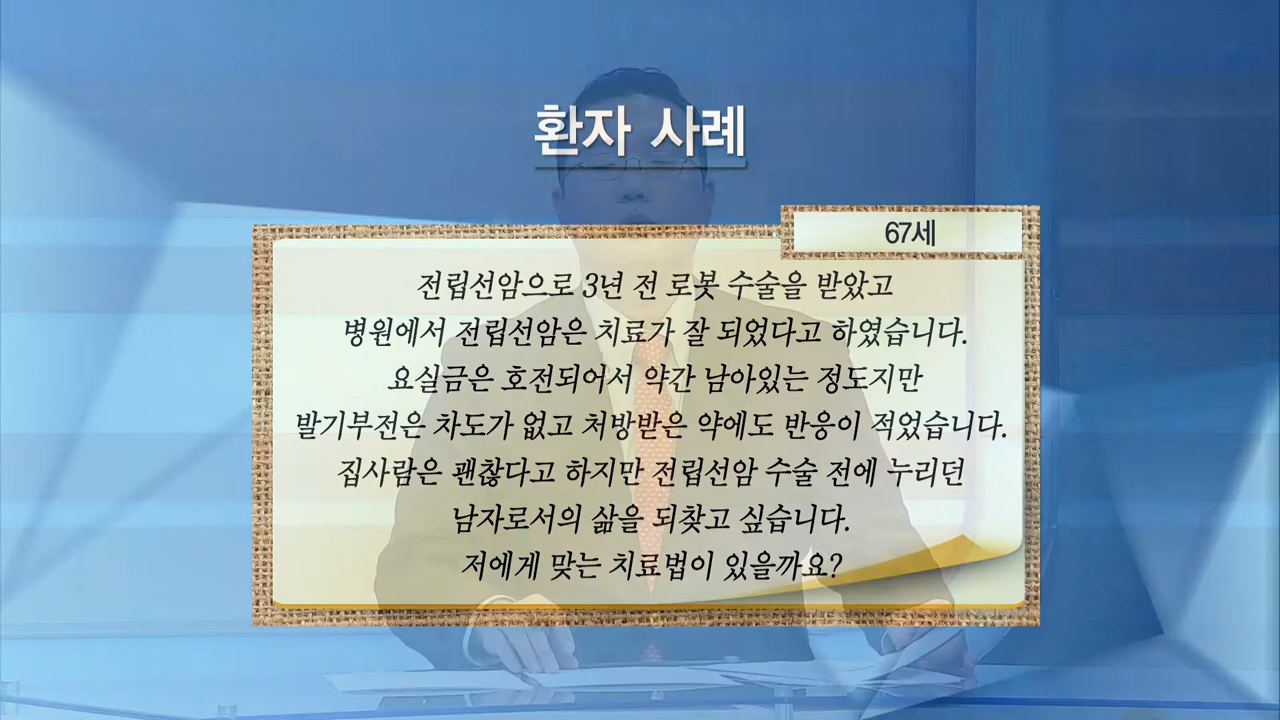 환자 사례
67세
전립선암으로 3년 전 로봇 수술을 받았고
병원에서 전립선암은 치료가 잘 되었다고 하였습니다.
요실금은 호전되어서 약간 남아있는 정도지만
발기부전은 차도가 없고 처방받은 약에도 반응이 적었습니다.
집사람은 괜찮다고 하지만 전립선암 수술 전에 누리던
남자로서의 삶을 되찾고 싶습니다.
저에게 맞는 치료법이 있을까요?